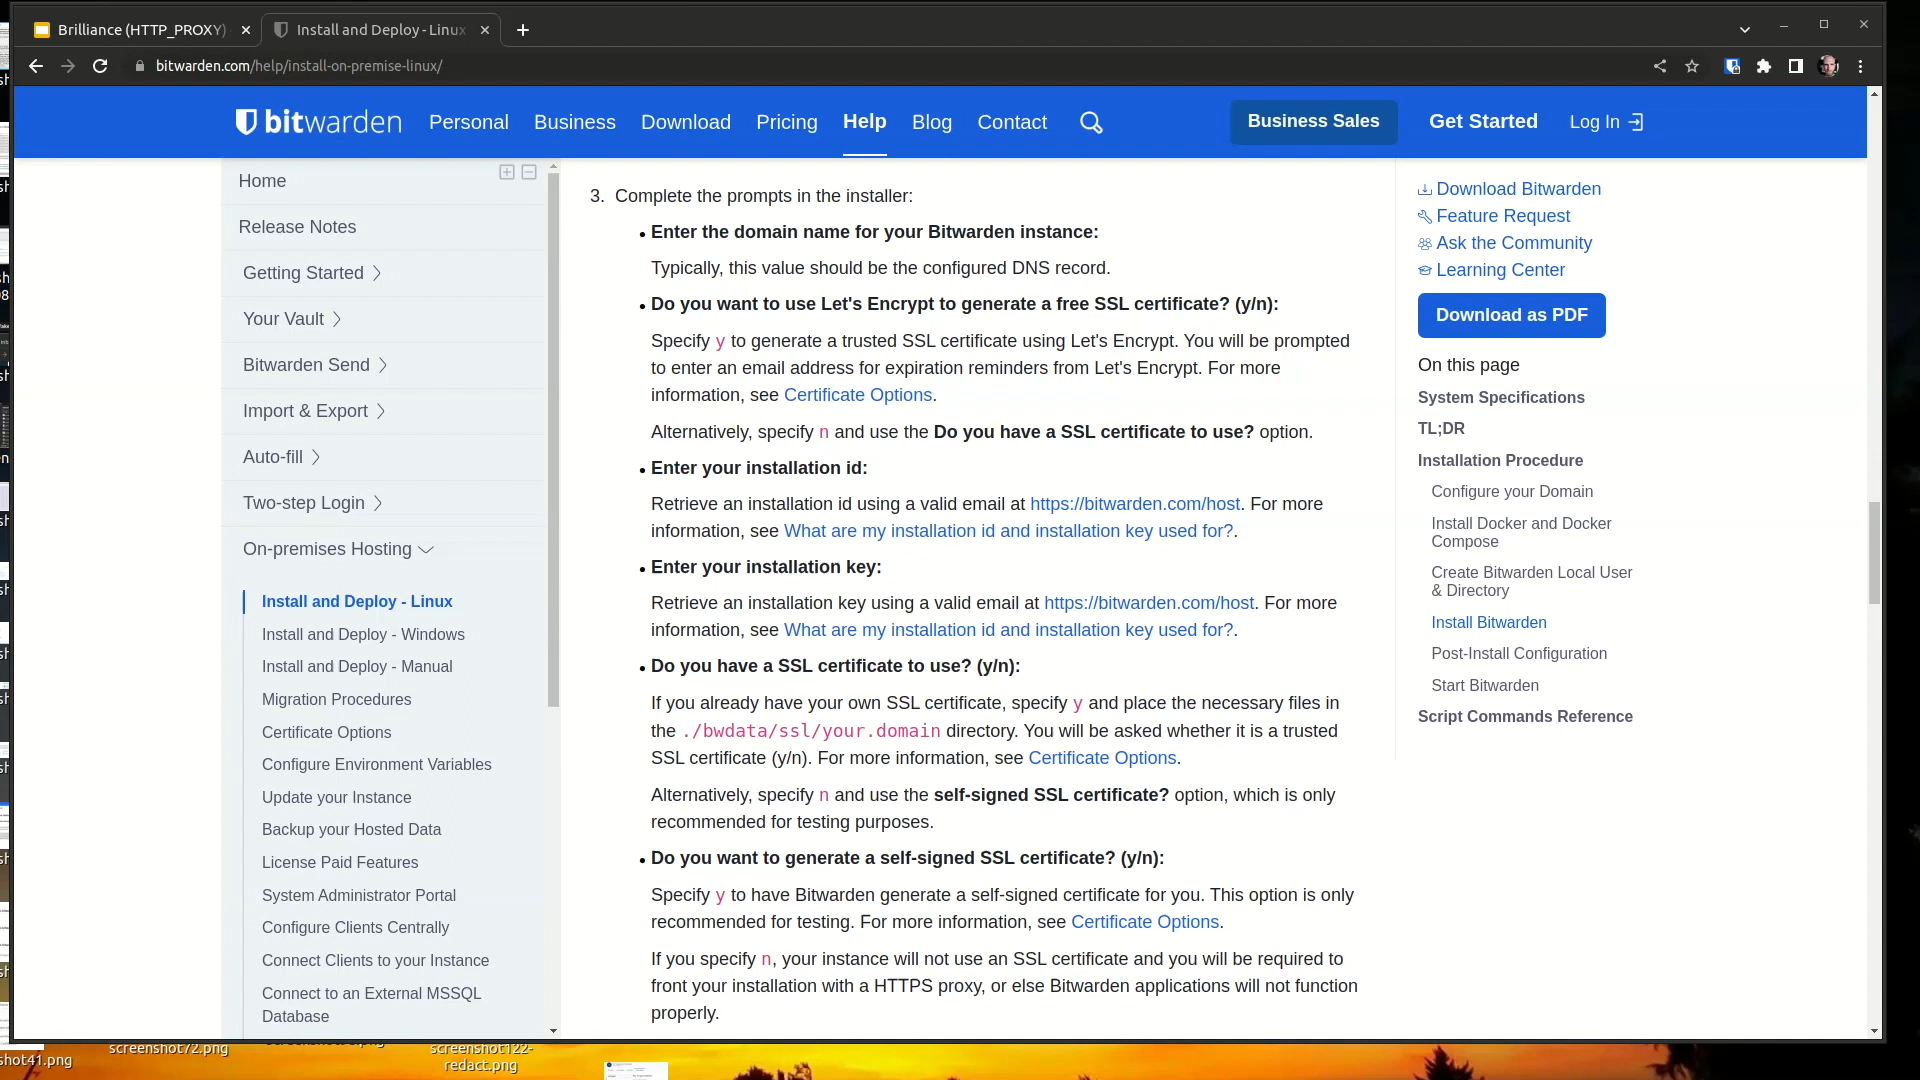 Brilliance (HTTP_PROXY)
Install and Deploy - Linux
bitwarden.com/help/install-on-premise-linux/
bitwarden
Personal
Business
Download
Pricing
Help
Blog
Contact
Business Sales
Get Started
Log In
Home
Release Notes
Getting Started
Your Vault
Bitwarden Send
Import & Export
Auto-fill
Two-step Login
On-premises Hosting
Install and Deploy - Linux
Install and Deploy - Windows
Install and Deploy - Manual
Migration Procedures
Certificate Options
Configure Environment Variables
Update your Instance
Backup your Hosted Data
License Paid Features
System Administrator Portal
Configure Clients Centrally
Connect Clients to your Instance
Connect to an External MSSQL
Database
3. Complete the prompts in the installer:
• Enter the domain name for your Bitwarden instance:
Typically, this value should be the configured DNS record.
• Do you want to use Let's Encrypt to generate a free SSL certificate? (y/n):
Specify y to generate a trusted SSL certificate using Let's Encrypt. You will be prompted
to enter an email address for expiration reminders from Let's Encrypt. For more
information, see Certificate Options.
Alternatively, specify n and use the Do you have a SSL certificate to use? option.
• Enter your installation id:
Retrieve an installation id using a valid email at https://bitwarden.com/host. For more
information, see What are my installation id and installation key used for?.
• Enter your installation key:
Retrieve an installation key using a valid email at https://bitwarden.com/host. For more
information, see What are my installation id and installation key used for?.
• Do you have a SSL certificate to use? (y/n):
If you already have your own SSL certificate, specify y and place the necessary files in
the ./bwdata/ssl/your.domain directory. You will be asked whether it is a trusted
SSL certificate (y/n). For more information, see Certificate Options.
Alternatively, specify n and use the self-signed SSL certificate? option, which is only
recommended for testing purposes.
• Do you want to generate a self-signed SSL certificate? (y/n):
Specify y to have Bitwarden generate a self-signed certificate for you. This option is only
recommended for testing. For more information, see Certificate Options.
If you specify n, your instance will not use an SSL certificate and you will be required to
front your installation with a HTTPS proxy, or else Bitwarden applications will not function
properly.
Download Bitwarden
Feature Request
Ask the Community
Learning Center
Download as PDF
On this page
System Specifications
TL;DR
Installation Procedure
Configure your Domain
Install Docker and Docker
Compose
Create Bitwarden Local User
& Directory
Install Bitwarden
Post-Install Configuration
Start Bitwarden
Script Commands Reference
shot41.png
screenshot72.png
screenshot122-
redact.png